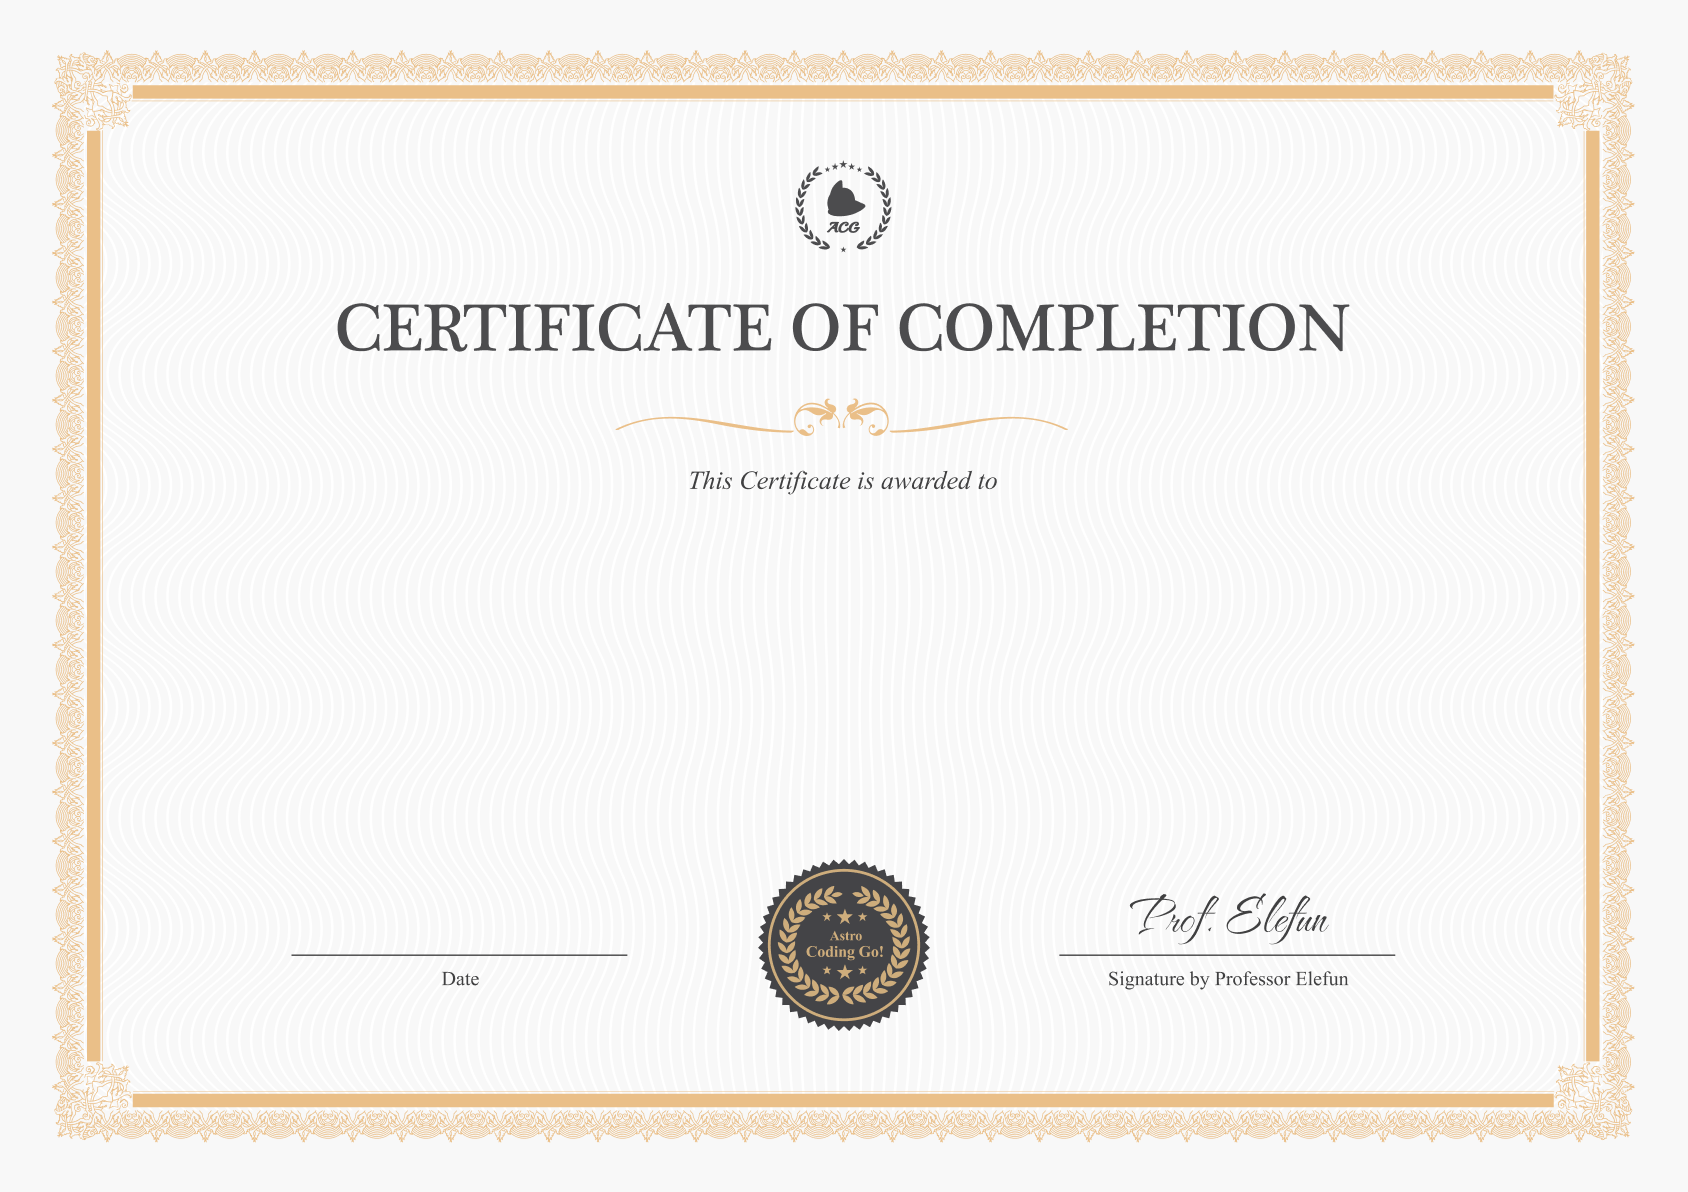 ACG
CERTIFICATE OF COMPLETION
This Certificate is awarded to
Astro
Coding Go!
Prof. Elefun
Date
Signature by Professor Elefun